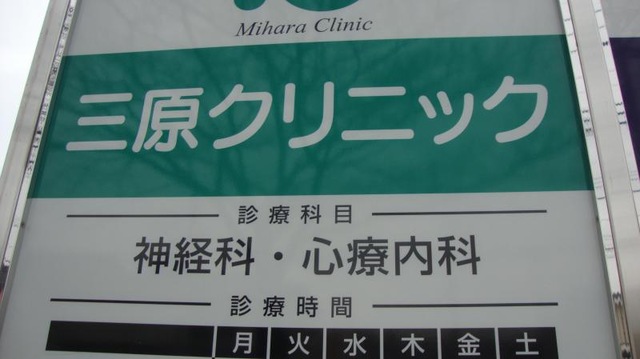 Mihara Clinic
三原クリニック
診療科目
神経科・心療内科
診療時間
月 火 水 木 金 土